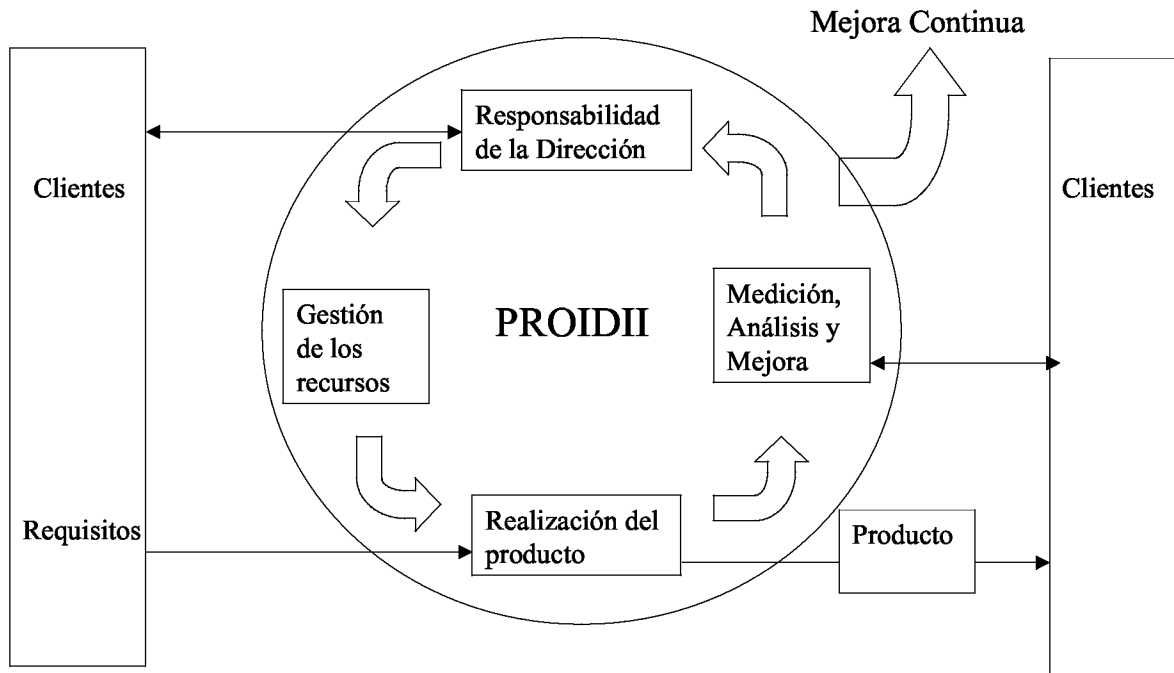 Mejora Continua
Responsabilidad
de la Dirección
Clientes
Clientes
Gestión
de los
recursos
PROIDII
Medición,
Análisis y
Mejora
Requisitos
Realización del
producto
Producto